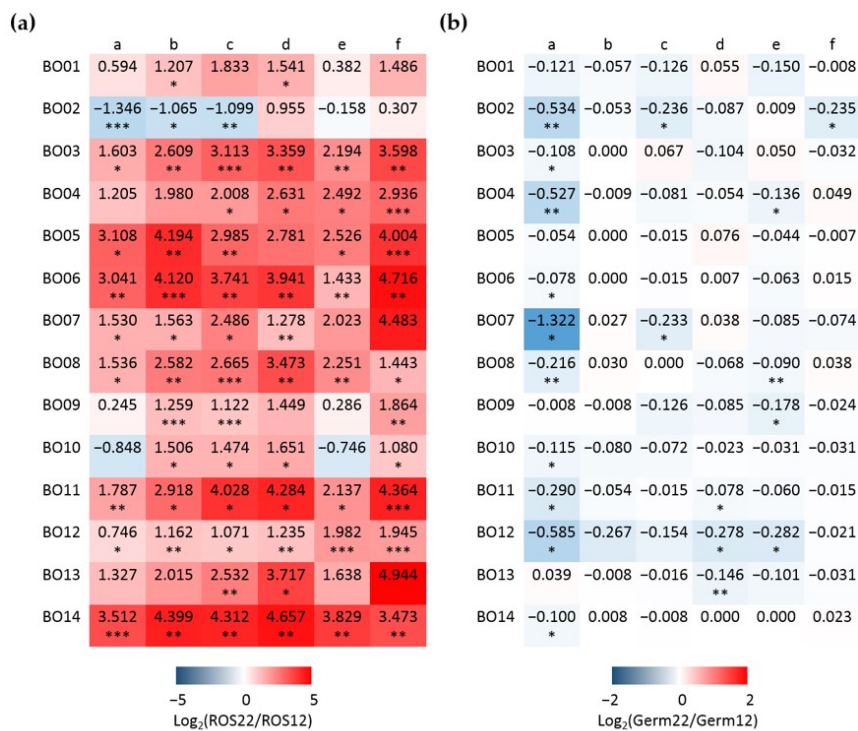 (a)
a b c d e f
BO01 0.594 1.207 1.833 1.541 0.382 1.486
* *
BO02 −1.346 −1.065 −1.099 0.955 −0.158 0.307
*** * **
BO03 1.603 2.609 3.113 3.359 2.194 3.598
* ** *** ** ** **
BO04 1.205 1.980 2.008 2.631 2.492 2.936
* * * ***
BO05 3.108 4.194 2.985 2.781 2.526 4.004
* ** ** * ***
BO06 3.041 4.120 3.741 3.941 1.433 4.716
** *** ** ** ** **
BO07 1.530 1.563 2.486 1.278 2.023 4.483
* * * **
BO08 1.536 2.582 2.665 3.473 2.251 1.443
* ** *** ** ** *
BO09 0.245 1.259 1.122 1.449 0.286 1.864
*** *** **
BO10 −0.848 1.506 1.474 1.651 −0.746 1.080
* * * *
BO11 1.787 2.918 4.028 4.284 2.137 4.364
** * * * * ***
BO12 0.746 1.162 1.071 1.235 1.982 1.945
* ** * ** *** ***
BO13 1.327 2.015 2.532 3.717 1.638 4.944
** *
BO14 3.512 4.399 4.312 4.657 3.829 3.473
*** ** ** ** ** **
−5 0 5
Log₂(ROS22/ROS12)
(b)
a b c d e f
BO01 −0.121 −0.057 −0.126 0.055 −0.150 −0.008
BO02 −0.534 −0.053 −0.236 −0.087 0.009 −0.235
** * *
BO03 −0.108 0.000 0.067 −0.104 0.050 −0.032
*
BO04 −0.527 −0.009 −0.081 −0.054 −0.136 0.049
** *
BO05 −0.054 0.000 −0.015 0.076 −0.044 −0.007
BO06 −0.078 0.000 −0.015 0.007 −0.063 0.015
*
BO07 −1.322 0.027 −0.233 0.038 −0.085 −0.074
* *
BO08 −0.216 0.030 0.000 −0.068 −0.090 0.038
** **
BO09 −0.008 −0.008 −0.126 −0.085 −0.178 −0.024
*
BO10 −0.115 −0.080 −0.072 −0.023 −0.031 −0.031
*
BO11 −0.290 −0.054 −0.015 −0.078 −0.060 −0.015
* *
BO12 −0.585 −0.267 −0.154 −0.278 −0.282 −0.021
* * *
BO13 0.039 −0.008 −0.016 −0.146 −0.101 −0.031
**
BO14 −0.100 0.008 −0.008 0.000 0.000 0.023
*
−2 0 2
Log₂(Germ22/Germ12)